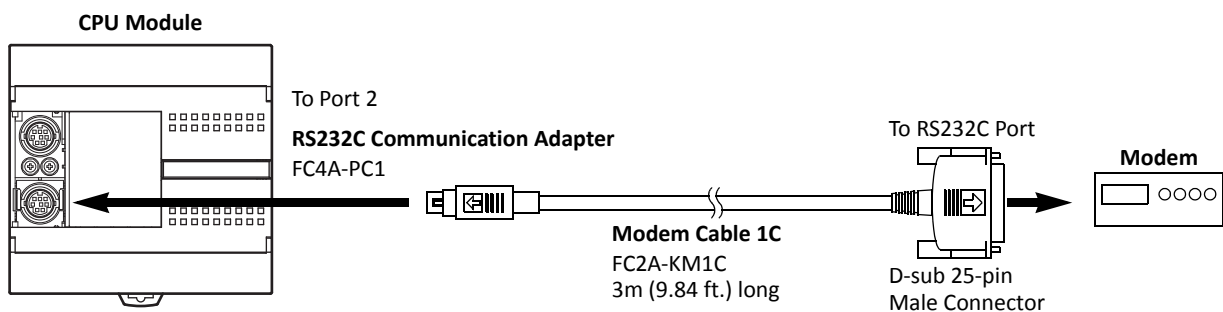 CPU Module
To Port 2
RS232C Communication Adapter
FC4A-PC1
Modem Cable 1C
FC2A-KM1C
3m (9.84 ft.) long
To RS232C Port
D-sub 25-pin
Male Connector
Modem